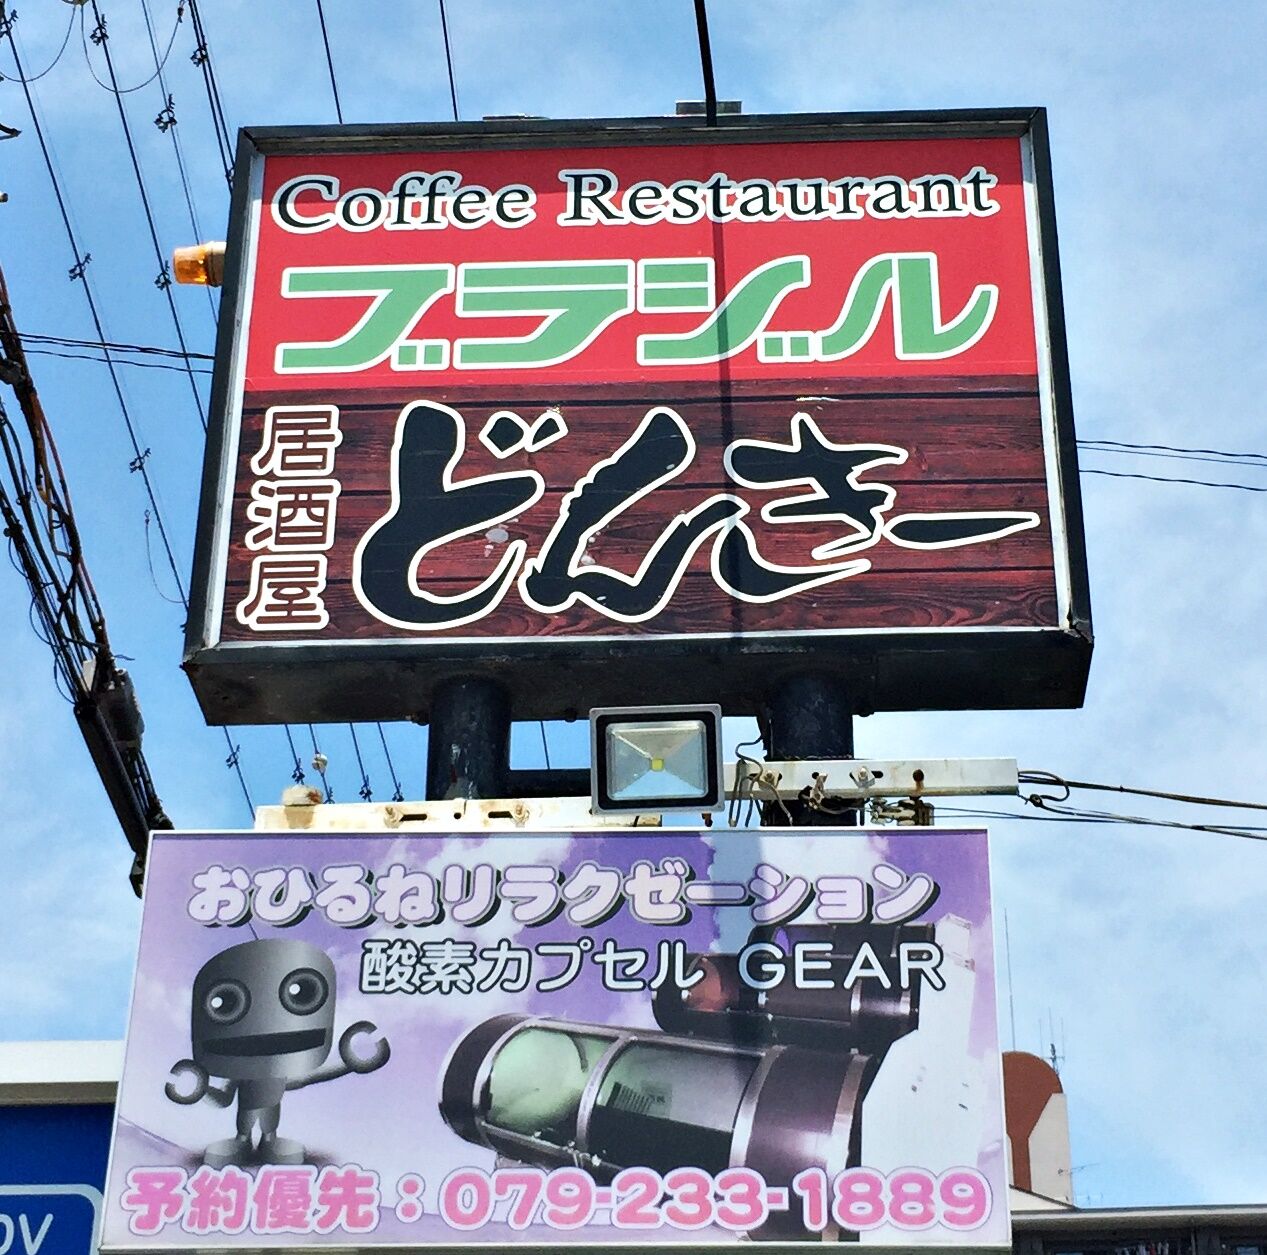 Coffee Restaurant
ブラジル
居酒屋
どんきー
おひるねリラクゼーション
酸素カプセル GEAR
予約優先：079-233-1889
DV